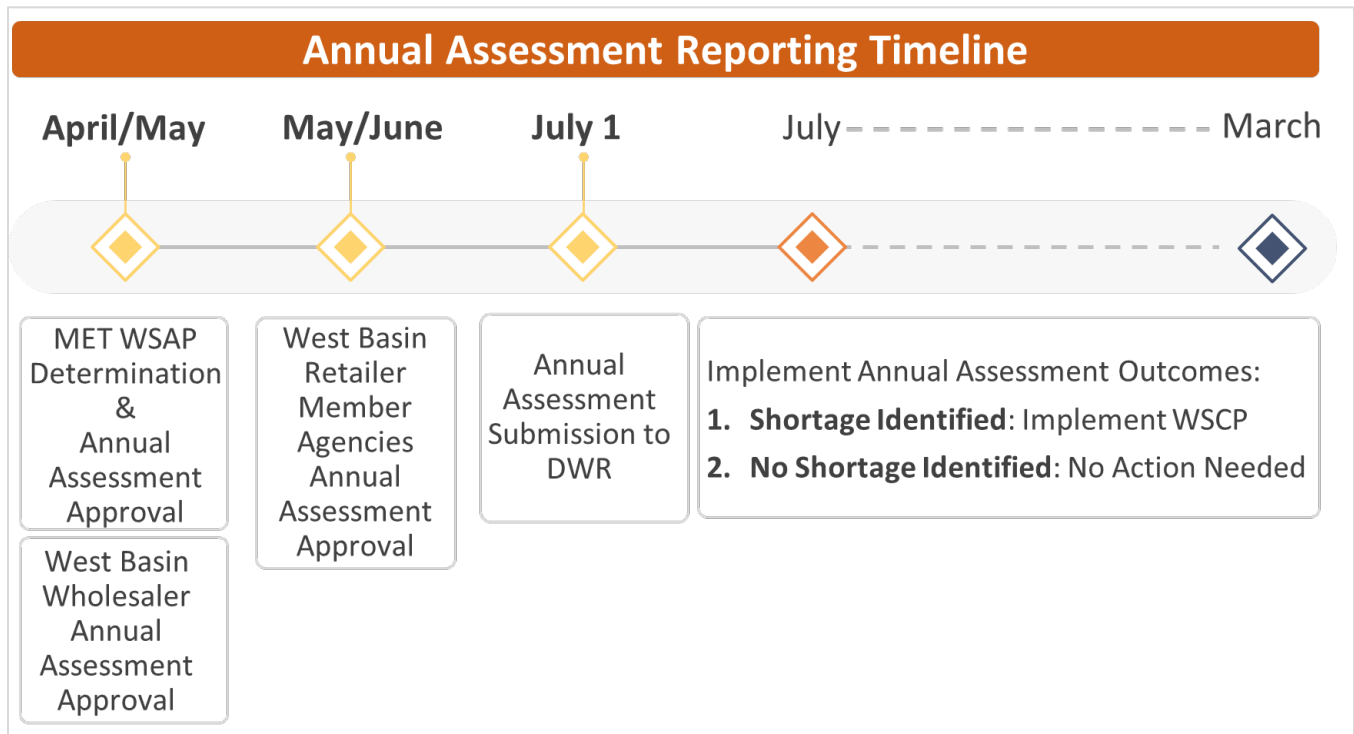 Annual Assessment Reporting Timeline
April/May
May/June
July 1
July
March
MET WSAP
Determination
&
Annual
Assessment
Approval
West Basin
Wholesaler
Annual
Assessment
Approval
West Basin
Retailer
Member
Agencies
Annual
Assessment
Approval
Annual
Assessment
Submission to
DWR
Implement Annual Assessment Outcomes:
1. Shortage Identified: Implement WSCP
2. No Shortage Identified: No Action Needed